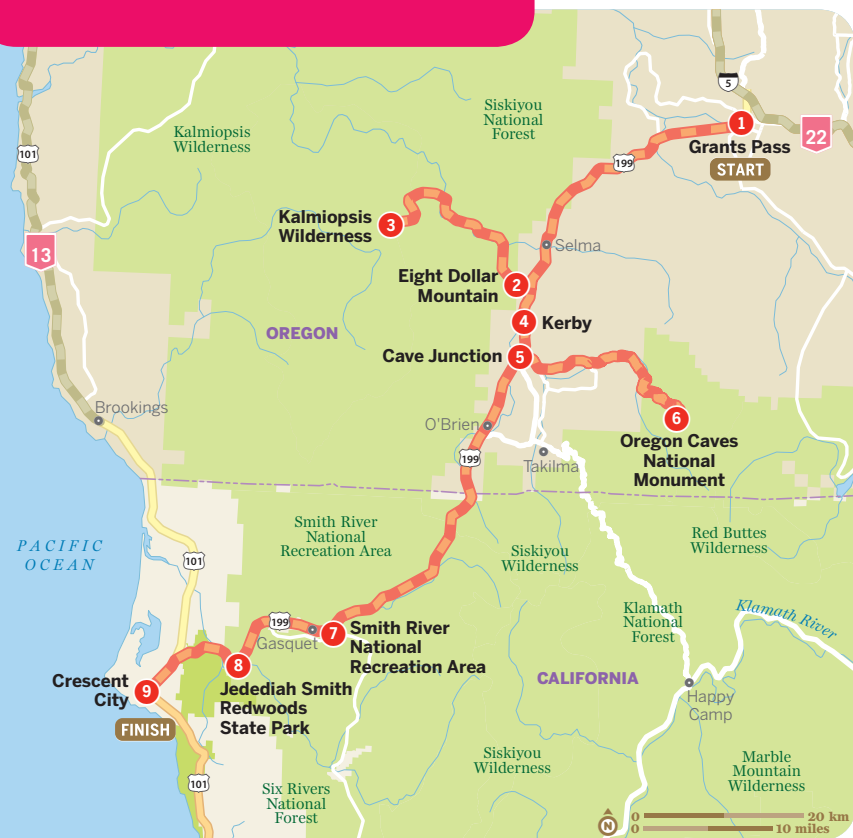 5
1
22
Grants Pass
START
Siskiyou
National
Forest
Kalmiopsis
Wilderness
101
199
13
Kalmiopsis
Wilderness
3
Selma
Eight Dollar
Mountain
2
4
Kerby
OREGON
Cave Junction
5
Brookings
O'Brien
6
Oregon Caves
National
Monument
199
Takilma
Smith River
National
Recreation Area
Siskiyou
Wilderness
Red Buttes
Wilderness
PACIFIC
OCEAN
101
Klamath
National
Forest
Klamath River
199
Gasquet
7
Smith River
National
Recreation Area
8
Jedediah Smith
Redwoods
State Park
CALIFORNIA
Crescent
City
9
FINISH
Happy
Camp
101
Siskiyou
Wilderness
Marble
Mountain
Wilderness
Six Rivers
National
Forest
N
0
20 km
0
10 miles